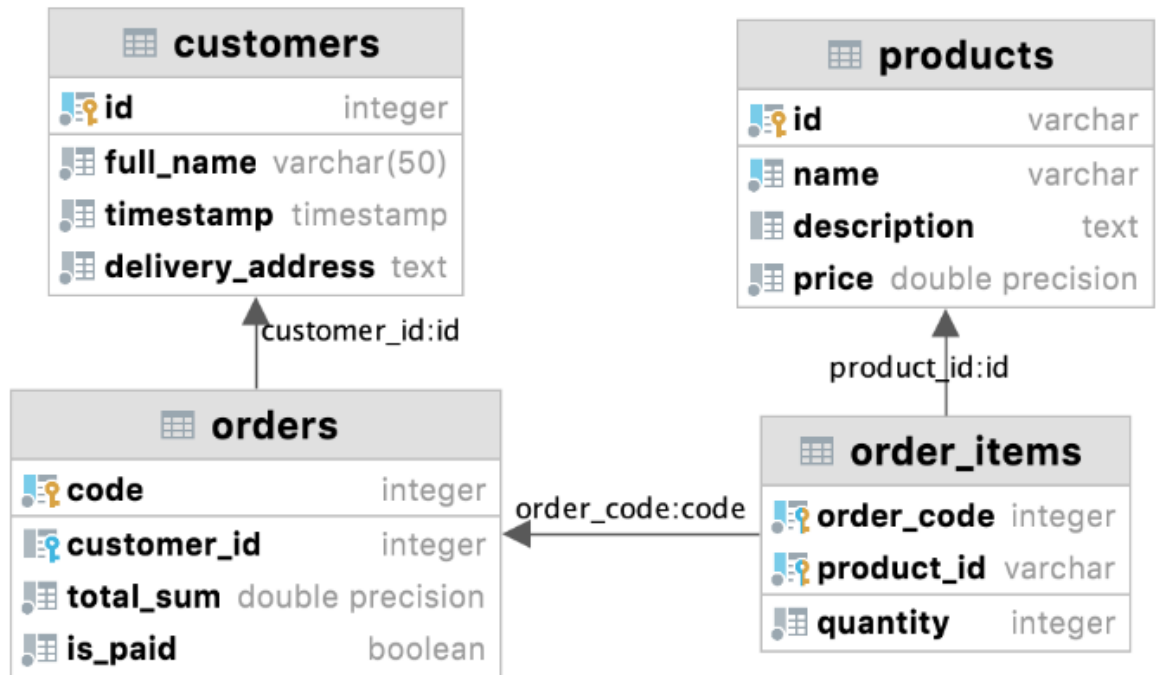 customers
id integer
full_name varchar(50)
timestamp timestamp
delivery_address text
products
id varchar
name varchar
description text
price double precision
customer_id:id
product_id:id
orders
code integer
customer_id integer
total_sum double precision
is_paid boolean
order_code:code
order_items
order_code integer
product_id varchar
quantity integer